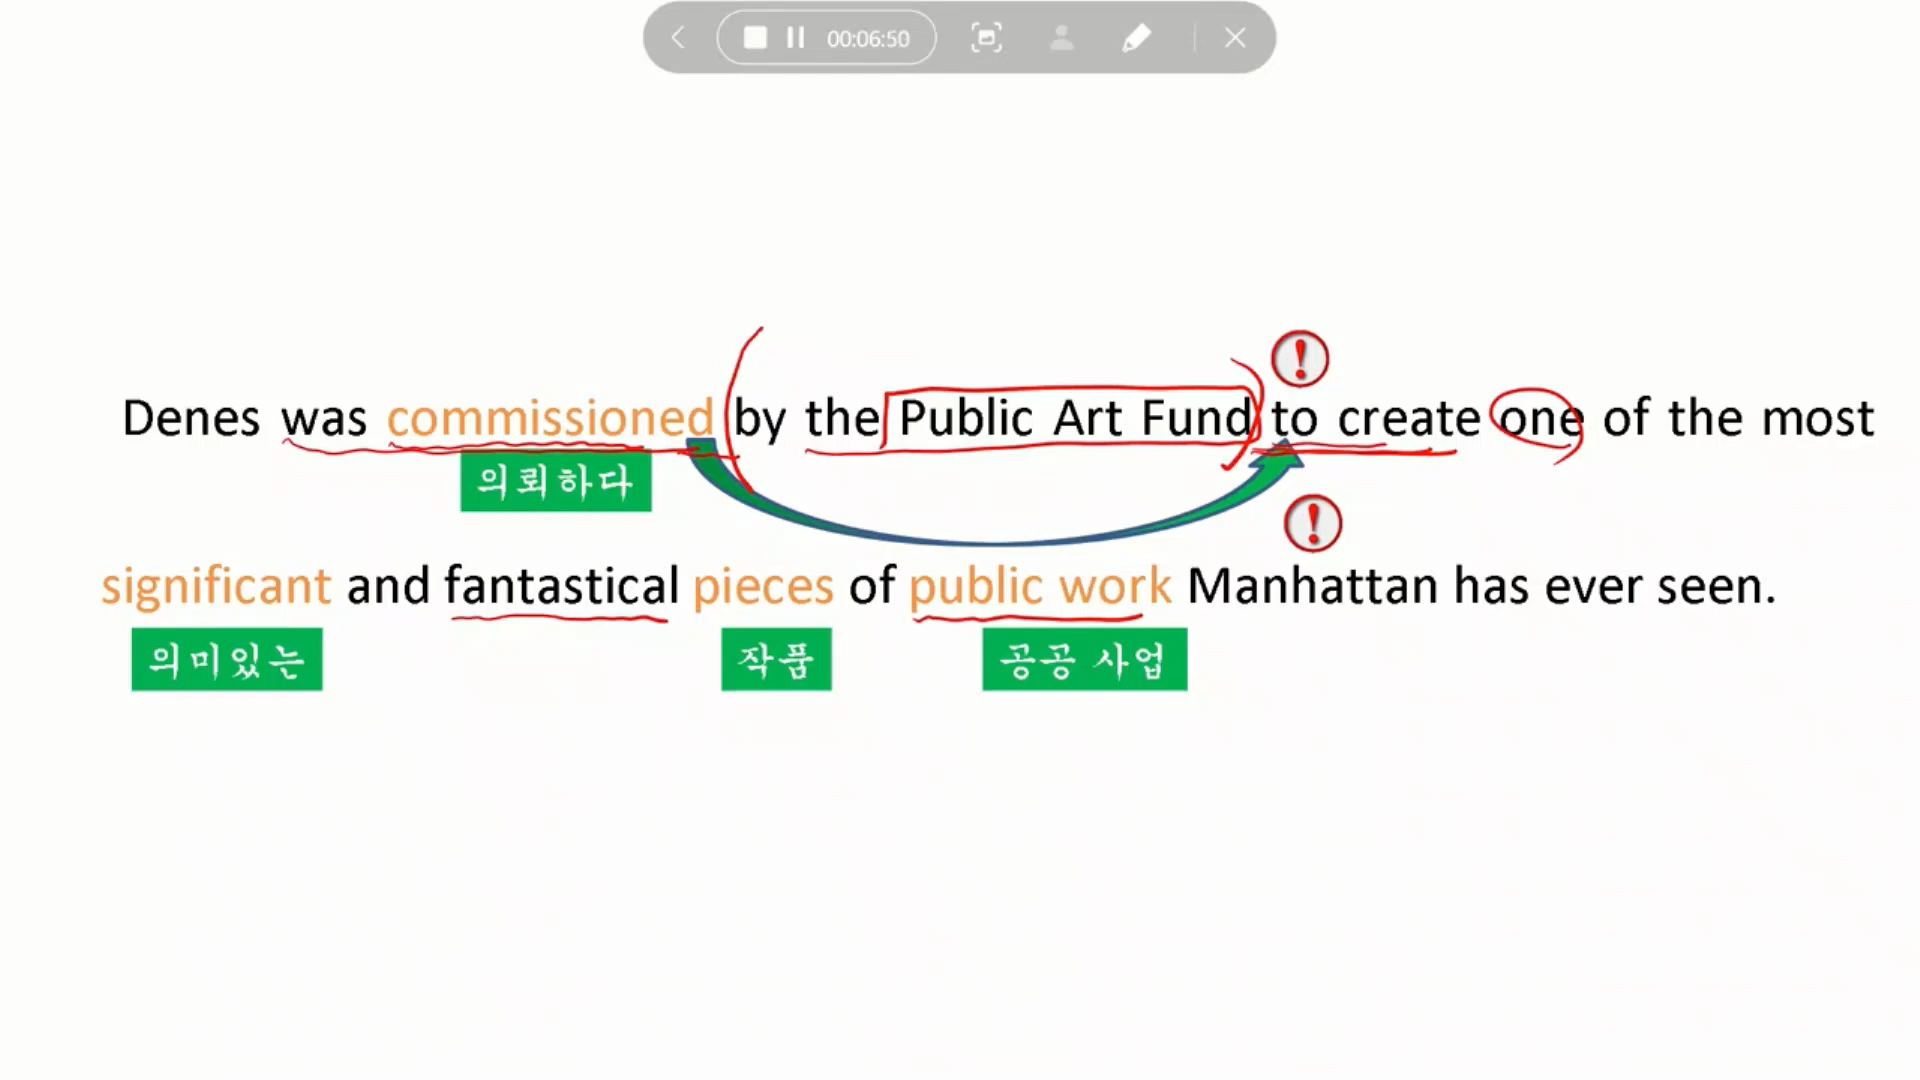 00:06:50
Denes was commissioned by the Public Art Fund to create one of the most
의뢰하다
significant and fantastical pieces of public work Manhattan has ever seen.
의미있는 작품 공공 사업